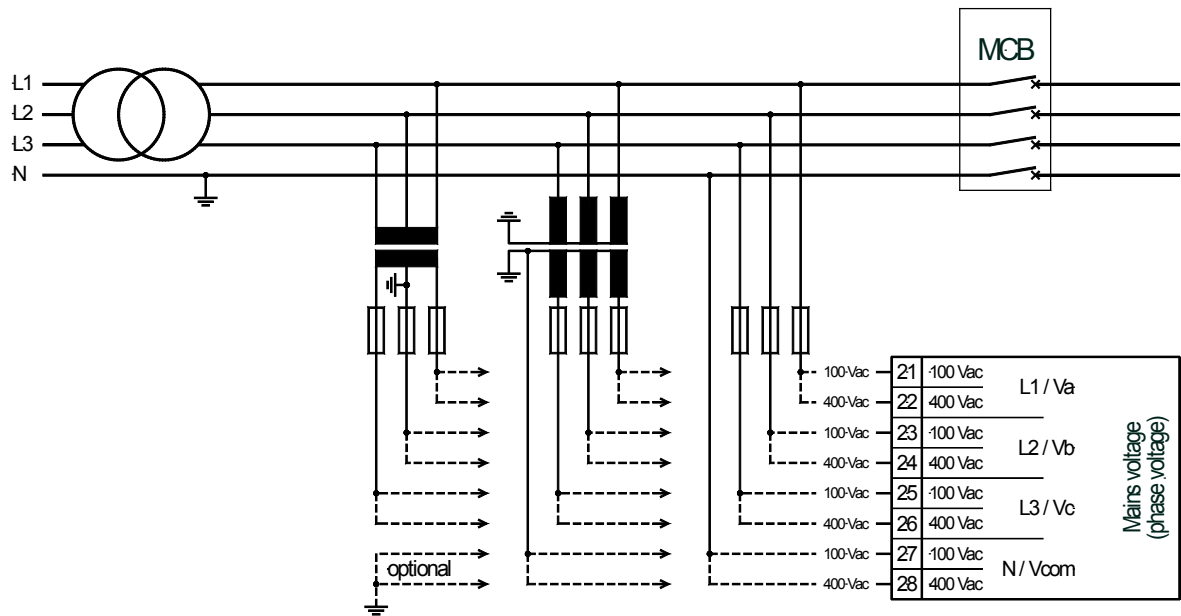 MCB
L1
L2
L3
N
100 Vac 21 100 Vac
L1 / Va
400 Vac 22 400 Vac
100 Vac 23 100 Vac
L2 / Vb
400 Vac 24 400 Vac
100 Vac 25 100 Vac
L3 / Vc
400 Vac 26 400 Vac
optional
100 Vac 27 100 Vac
N / Vcom
400 Vac 28 400 Vac
Mains voltage
(phase voltage)